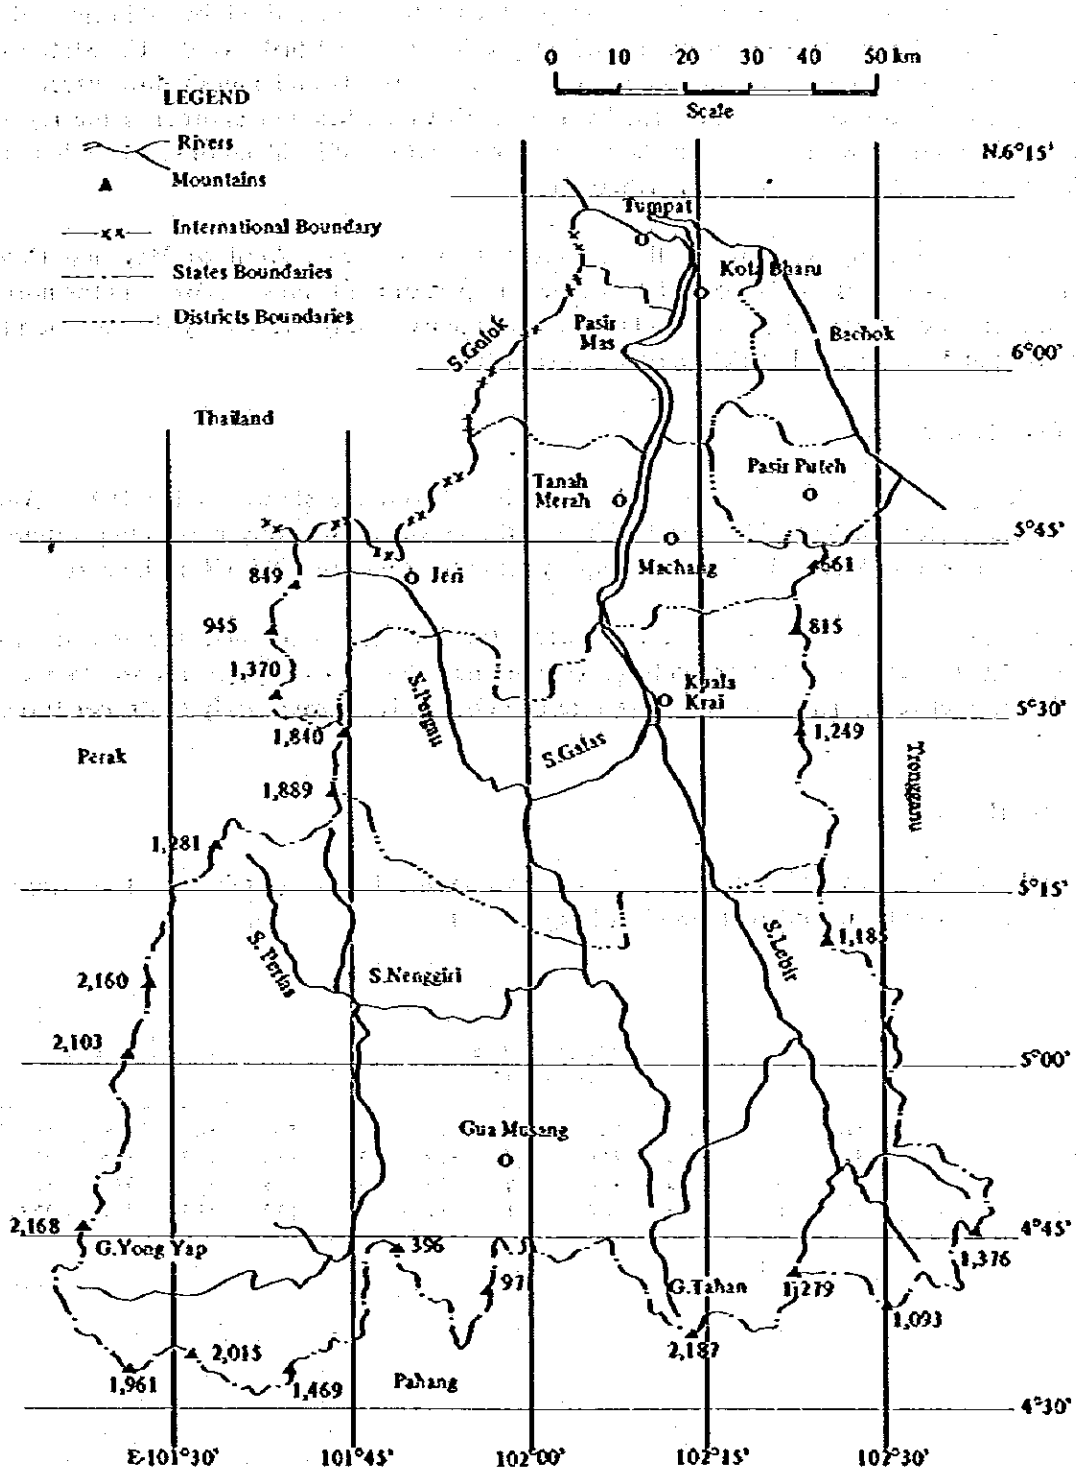 0 10 20 30 40 50 km
Scale
LEGEND
Rivers
Mountains
International Boundary
States Boundaries
Districts Boundaries
N.6°15'
Tumpat
Kota Bharu
Pasir
Mas
Bachok
S.Golok
6°00'
Thailand
Pasir Puteh
Tanah
Merah
5°45'
Machang
661
849
Jeri
945
815
1,370
Kuala
Krai
S.Pergau
5°30'
1,840
1,249
Perak
S.Galas
Trengganu
1,889
1,281
5°15'
S. Perias
S.Nenggiri
S.Lebir
1,185
2,160
2,103
5°00'
Gua Musang
2,168
G.Yong Yap
396
4°45'
1,376
97
G.Tahan
1,279
1,093
2,187
2,015
1,961
1,469
Pahang
4°30'
E-101°30' 101°45' 102°00' 102°15' 102°30'